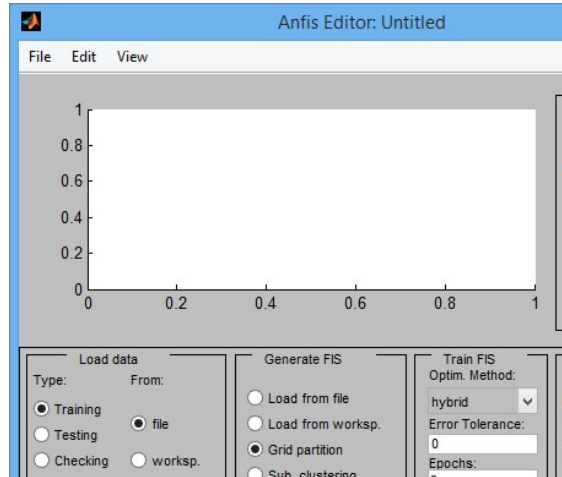 Anfis Editor: Untitled
File Edit View
1
0.8
0.6
0.4
0.2
0
0 0.2 0.4 0.6 0.8 1
Load data
Type: From:
Training
file
Testing
Checking worksp.
Generate FIS
Load from file
Load from worksp.
Grid partition
Sub. clustering
Train FIS
Optim. Method:
hybrid
Error Tolerance:
0
Epochs: